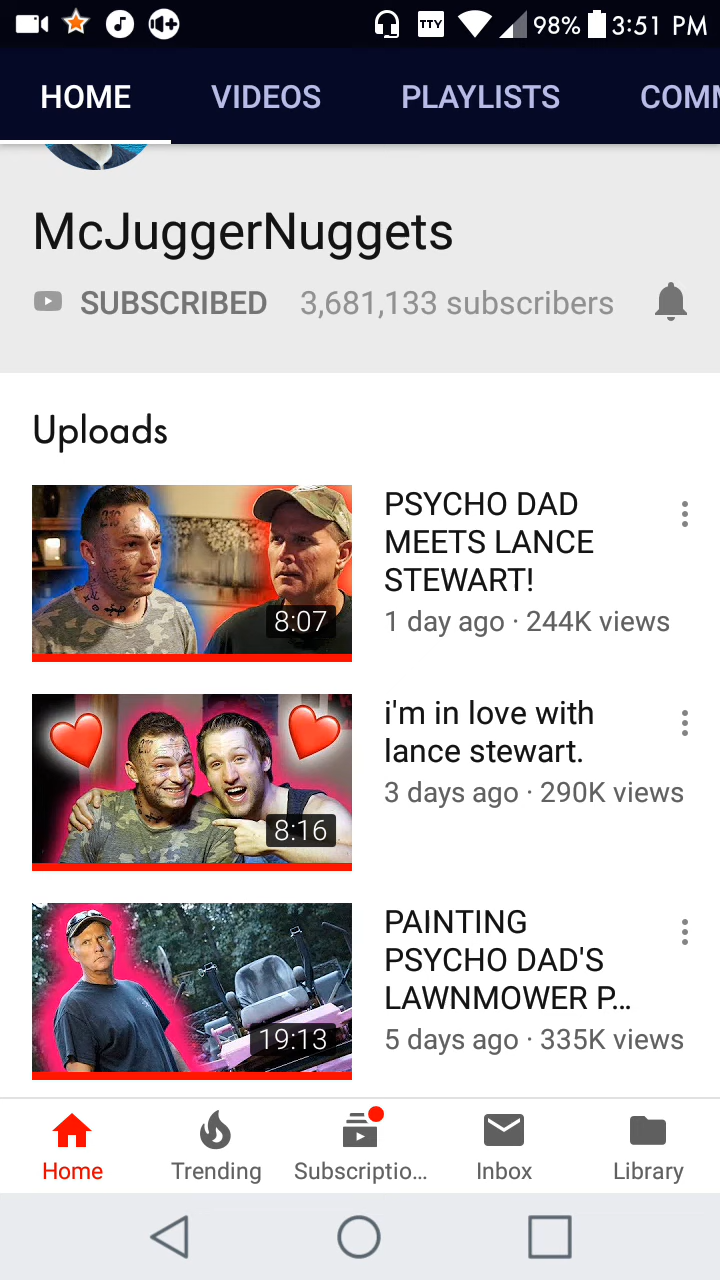 TTY 98% 3:51 PM
HOME VIDEOS PLAYLISTS COMM
McJuggerNuggets
SUBSCRIBED 3,681,133 subscribers
Uploads
PSYCHO DAD
MEETS LANCE
STEWART!
8:07
1 day ago · 244K views
i'm in love with
lance stewart.
3 days ago · 290K views
8:16
PAINTING
PSYCHO DAD'S
LAWNMOWER P...
5 days ago · 335K views
19:13
Home Trending Subscriptio... Inbox Library